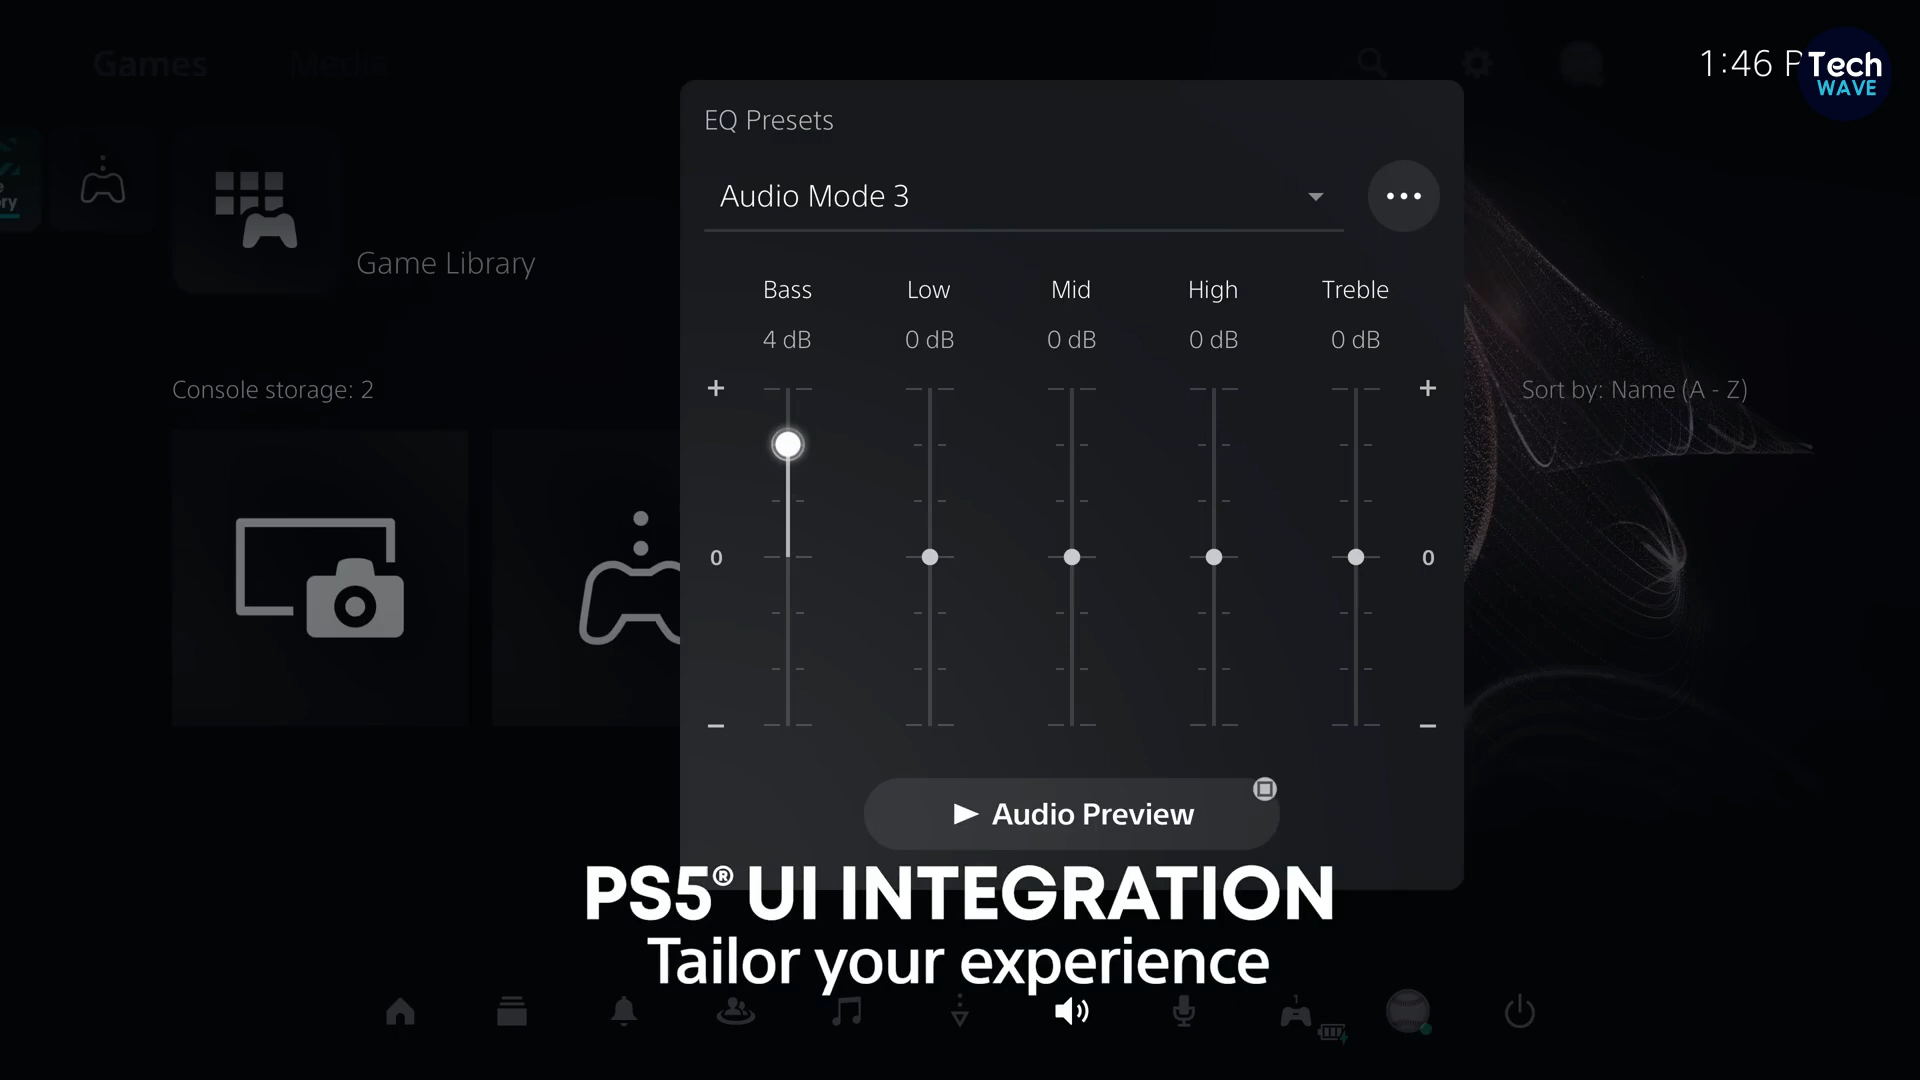 Games
Media
1:46 P
Tech
WAVE
EQ Presets
Audio Mode 3
Game Library
Bass
Low
Mid
High
Treble
4 dB
0 dB
0 dB
0 dB
0 dB
+
+
Console storage: 2
Sort by: Name (A - Z)
0
0
−
−
Audio Preview
PS5® UI INTEGRATION
Tailor your experience
1